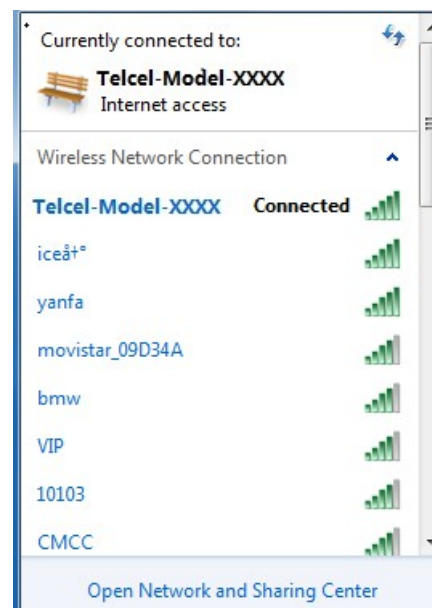 Currently connected to:
Telcel-Model-XXXX
Internet access
Wireless Network Connection
Telcel-Model-XXXX Connected
iceå†°
yanfa
movistar_09D34A
bmw
VIP
10103
CMCC
Open Network and Sharing Center